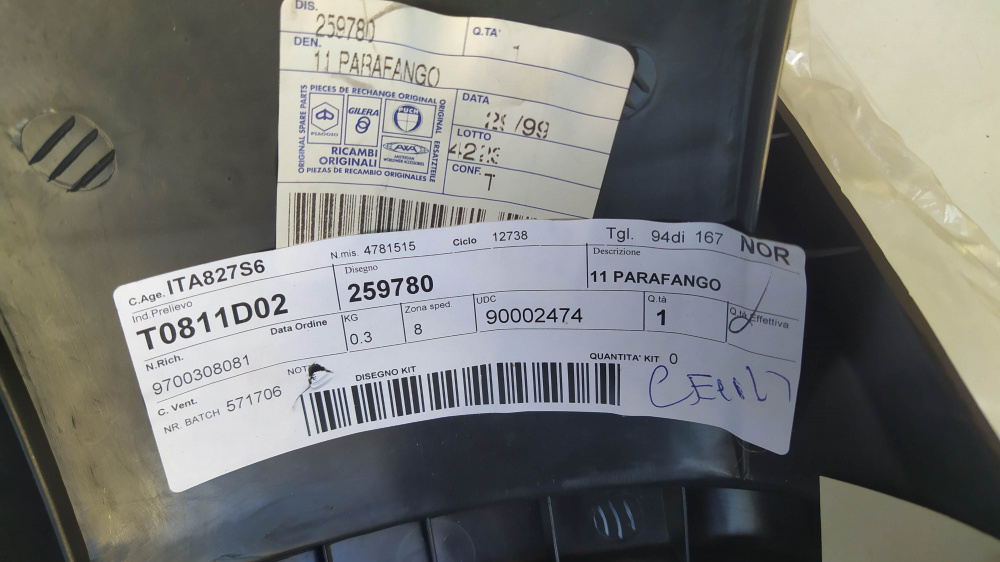 DIS.
259780
Q.TA'
1
DEN.
11 PARAFANGO
PIECES DE RECHANGE ORIGINAL
ORIGINAL SPARE PARTS
ORIGINAL ERSATZTEILE
PIAGGIO
GILERA
PUCH
RICAMBI
ORIGINALI
PIEZAS DE RECAMBIO ORIGINALES
DATA
/99
LOTTO
CONF.
T
C.Age. ITA827S6
N.mis. 4781515
Ciclo 12738
Tgl. 94di 167 NOR
Ind.Prelievo
T0811D02
Disegno
259780
Descrizione
11 PARAFANGO
N.Rich.
Data Ordine
9700308081
KG
0.3
Zona sped.
8
UDC
90002474
Q.tà
1
Q.tà Effettiva
C. Vent.
NOT
DISEGNO KIT
QUANTITA' KIT 0
NR. BATCH 571706